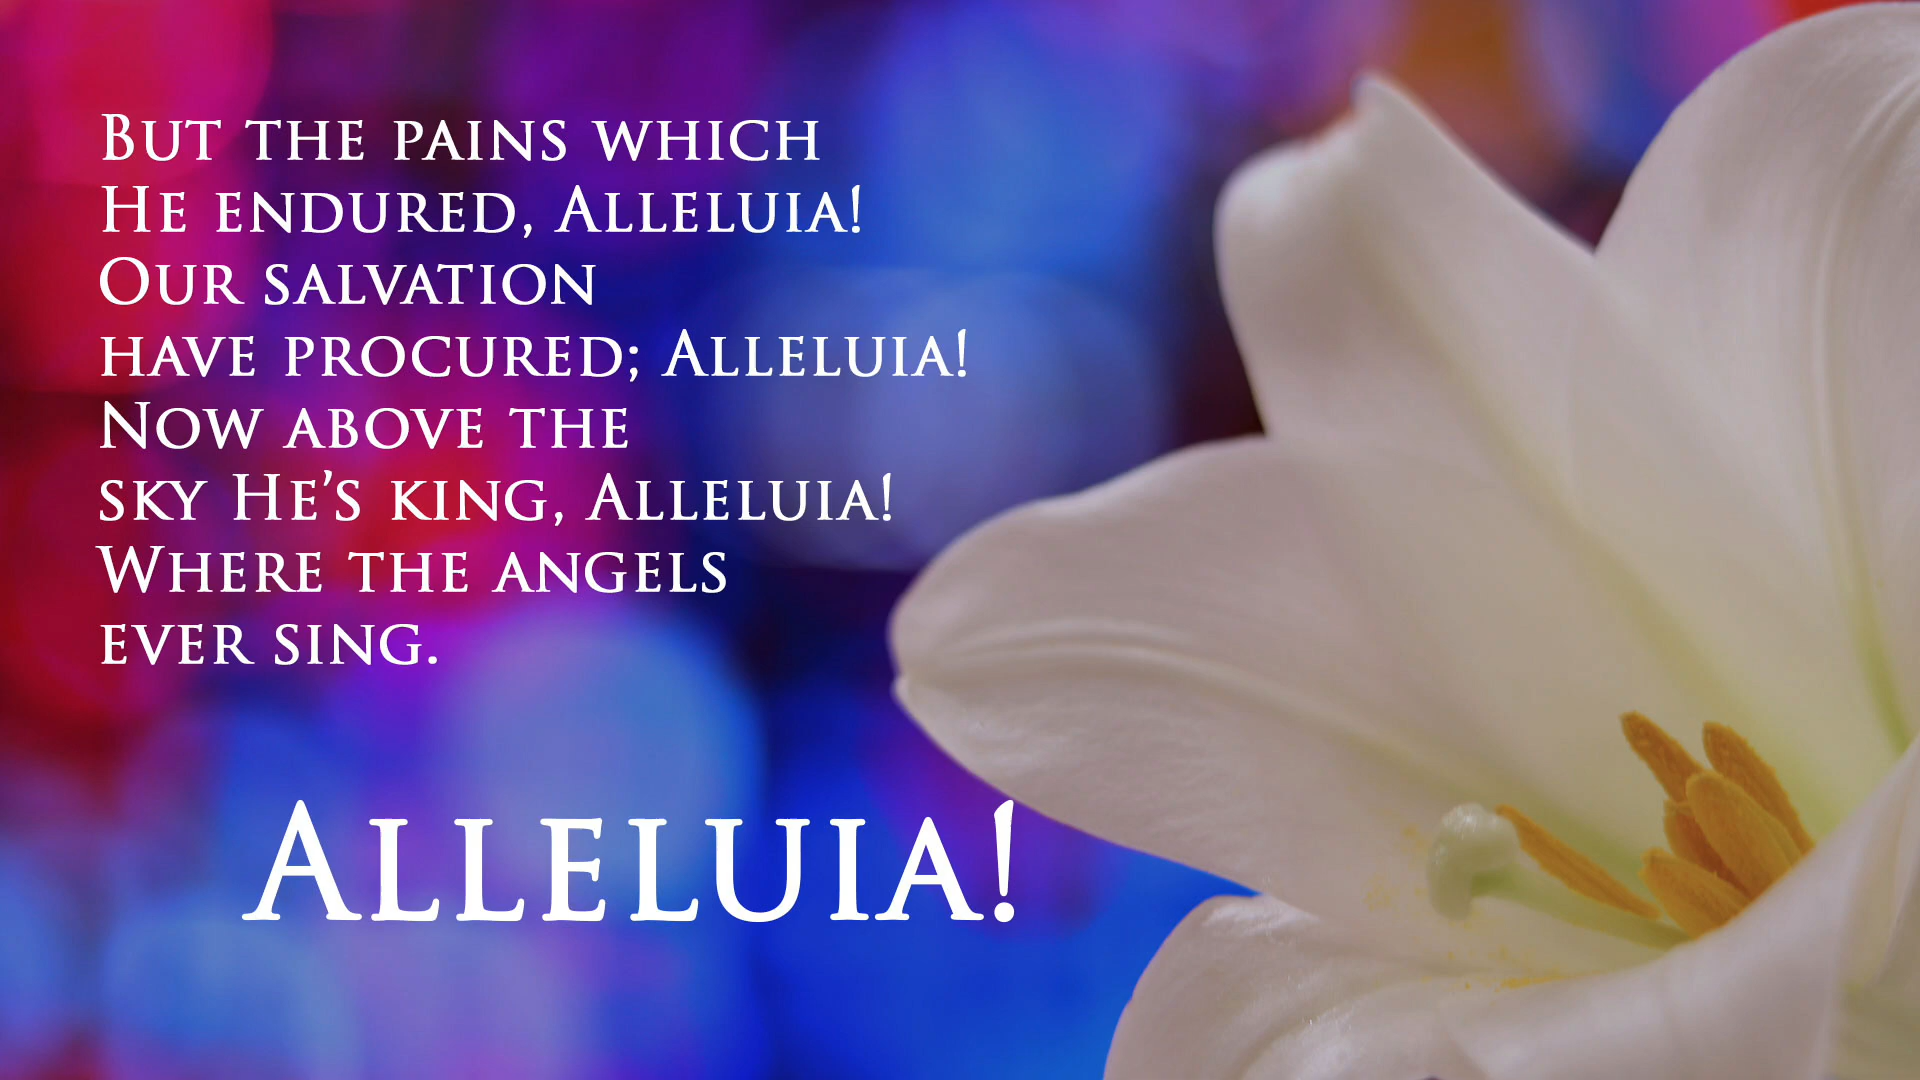 But the pains which
He endured, Alleluia!
Our salvation
have procured; Alleluia!
Now above the
sky He’s king, Alleluia!
Where the angels
ever sing.
Alleluia!